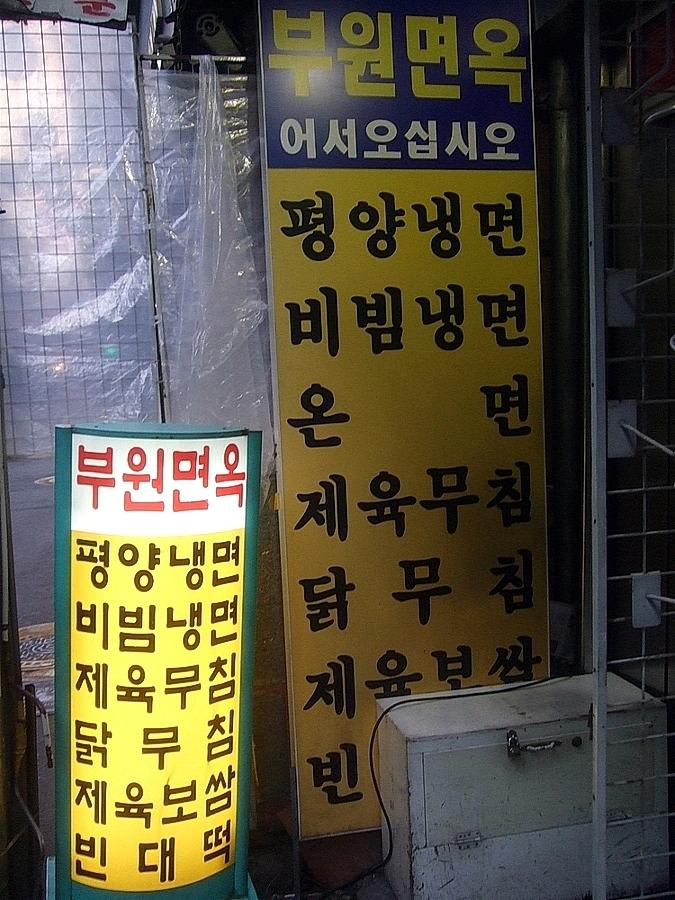 부원면옥
어서오십시오
평양냉면
비빔냉면
온면
제육무침
닭무침
제육보쌈
빈
부원면옥
평양냉면
비빔냉면
제육무침
닭무침
제육보쌈
빈대떡